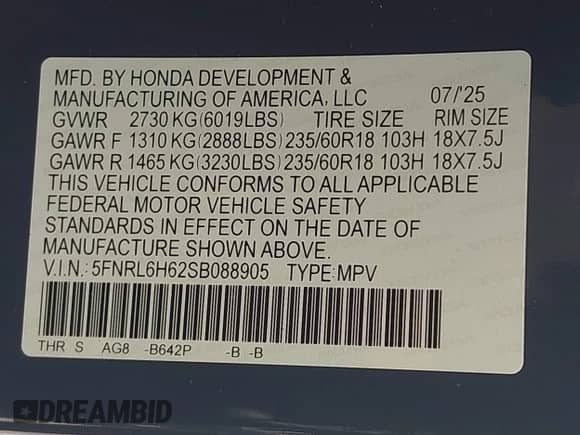 MFD. BY HONDA DEVELOPMENT &
MANUFACTURING OF AMERICA, LLC 07/'25
GVWR 2730 KG(6019LBS) TIRE SIZE RIM SIZE
GAWR F 1310 KG(2888LBS) 235/60R18 103H 18X7.5J
GAWR R 1465 KG(3230LBS) 235/60R18 103H 18X7.5J
THIS VEHICLE CONFORMS TO ALL APPLICABLE
FEDERAL MOTOR VEHICLE SAFETY
STANDARDS IN EFFECT ON THE DATE OF
MANUFACTURE SHOWN ABOVE.
V.I.N.: 5FNRL6H62SB088905 TYPE:MPV
THR S AG8 -B642P -B -B
DREAMBID